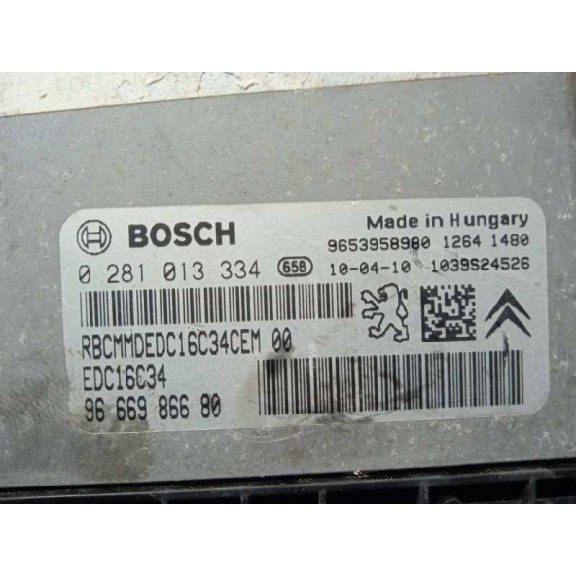 BOSCH
Made in Hungary
9653958980 1264 1480
0 281 013 334 658 10-04-10 1039S24526
RBCMMDEDC16C34CEM 00
EDC16C34
96 669 866 80